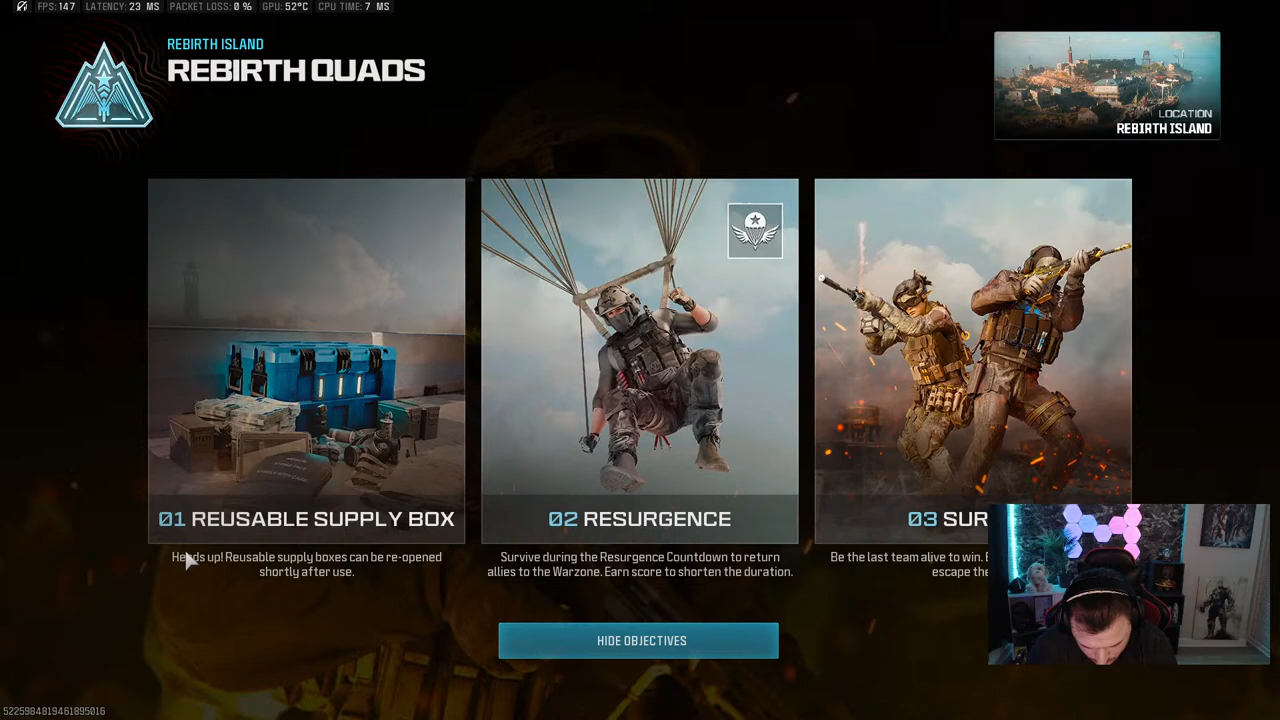 FPS: 147 LATENCY: 23 MS PACKET LOSS: 0 % GPU: 52°C CPU TIME: 7 MS
REBIRTH ISLAND
REBIRTH QUADS
LOCATION
REBIRTH ISLAND
01 REUSABLE SUPPLY BOX
Heads up! Reusable supply boxes can be re-opened
shortly after use.
02 RESURGENCE
Survive during the Resurgence Countdown to return
allies to the Warzone. Earn score to shorten the duration.
03 SUR
Be the last team alive to win. E
escape the
HIDE OBJECTIVES
5225984819461895016